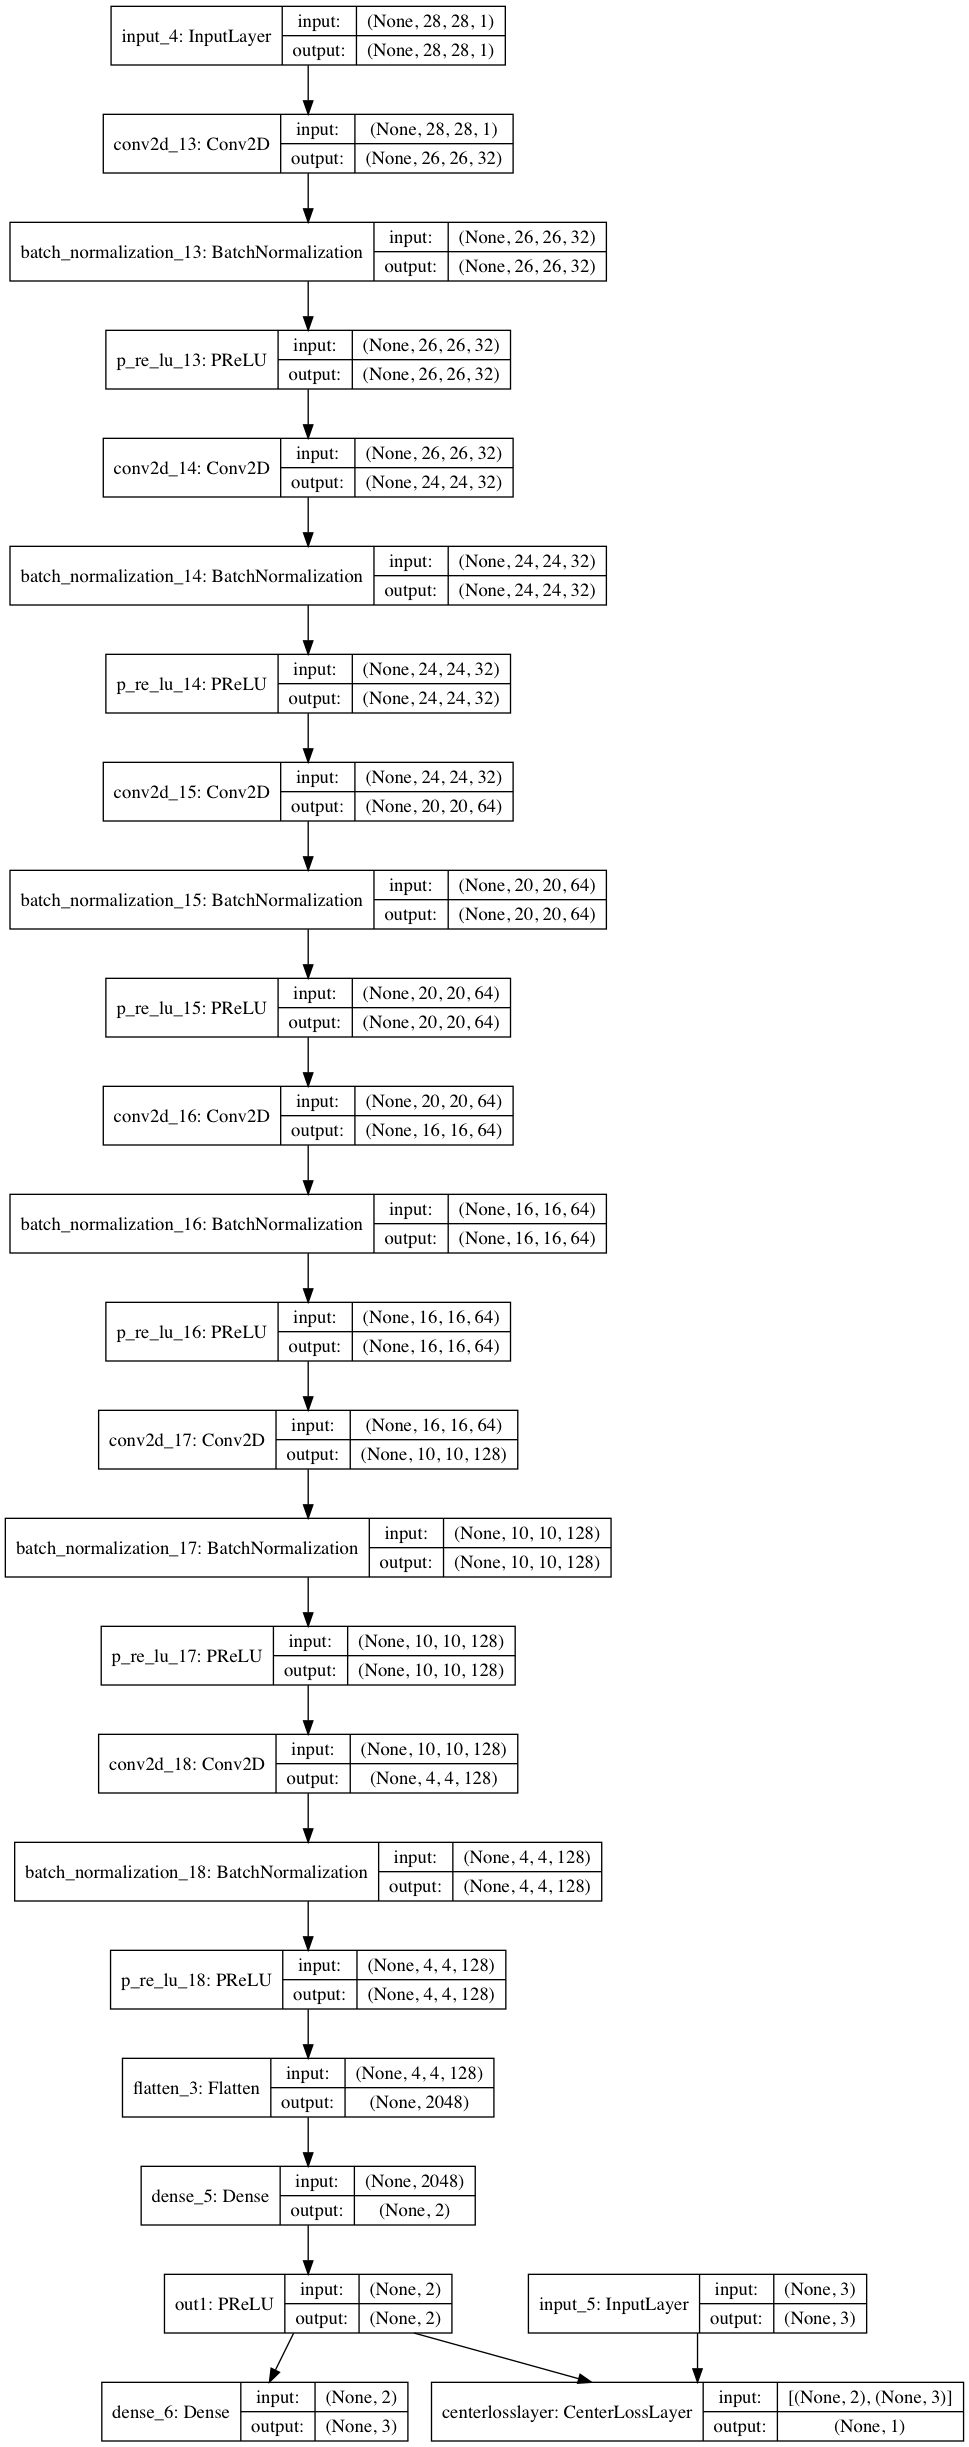 input_4: InputLayer
input: (None, 28, 28, 1)
output: (None, 28, 28, 1)
conv2d_13: Conv2D
input: (None, 28, 28, 1)
output: (None, 26, 26, 32)
batch_normalization_13: BatchNormalization
input: (None, 26, 26, 32)
output: (None, 26, 26, 32)
p_re_lu_13: PReLU
input: (None, 26, 26, 32)
output: (None, 26, 26, 32)
conv2d_14: Conv2D
input: (None, 26, 26, 32)
output: (None, 24, 24, 32)
batch_normalization_14: BatchNormalization
input: (None, 24, 24, 32)
output: (None, 24, 24, 32)
p_re_lu_14: PReLU
input: (None, 24, 24, 32)
output: (None, 24, 24, 32)
conv2d_15: Conv2D
input: (None, 24, 24, 32)
output: (None, 20, 20, 64)
batch_normalization_15: BatchNormalization
input: (None, 20, 20, 64)
output: (None, 20, 20, 64)
p_re_lu_15: PReLU
input: (None, 20, 20, 64)
output: (None, 20, 20, 64)
conv2d_16: Conv2D
input: (None, 20, 20, 64)
output: (None, 16, 16, 64)
batch_normalization_16: BatchNormalization
input: (None, 16, 16, 64)
output: (None, 16, 16, 64)
p_re_lu_16: PReLU
input: (None, 16, 16, 64)
output: (None, 16, 16, 64)
conv2d_17: Conv2D
input: (None, 16, 16, 64)
output: (None, 10, 10, 128)
batch_normalization_17: BatchNormalization
input: (None, 10, 10, 128)
output: (None, 10, 10, 128)
p_re_lu_17: PReLU
input: (None, 10, 10, 128)
output: (None, 10, 10, 128)
conv2d_18: Conv2D
input: (None, 10, 10, 128)
output: (None, 4, 4, 128)
batch_normalization_18: BatchNormalization
input: (None, 4, 4, 128)
output: (None, 4, 4, 128)
p_re_lu_18: PReLU
input: (None, 4, 4, 128)
output: (None, 4, 4, 128)
flatten_3: Flatten
input: (None, 4, 4, 128)
output: (None, 2048)
dense_5: Dense
input: (None, 2048)
output: (None, 2)
out1: PReLU
input: (None, 2)
output: (None, 2)
input_5: InputLayer
input: (None, 3)
output: (None, 3)
dense_6: Dense
input: (None, 2)
output: (None, 3)
centerlosslayer: CenterLossLayer
input: [(None, 2), (None, 3)]
output: (None, 1)